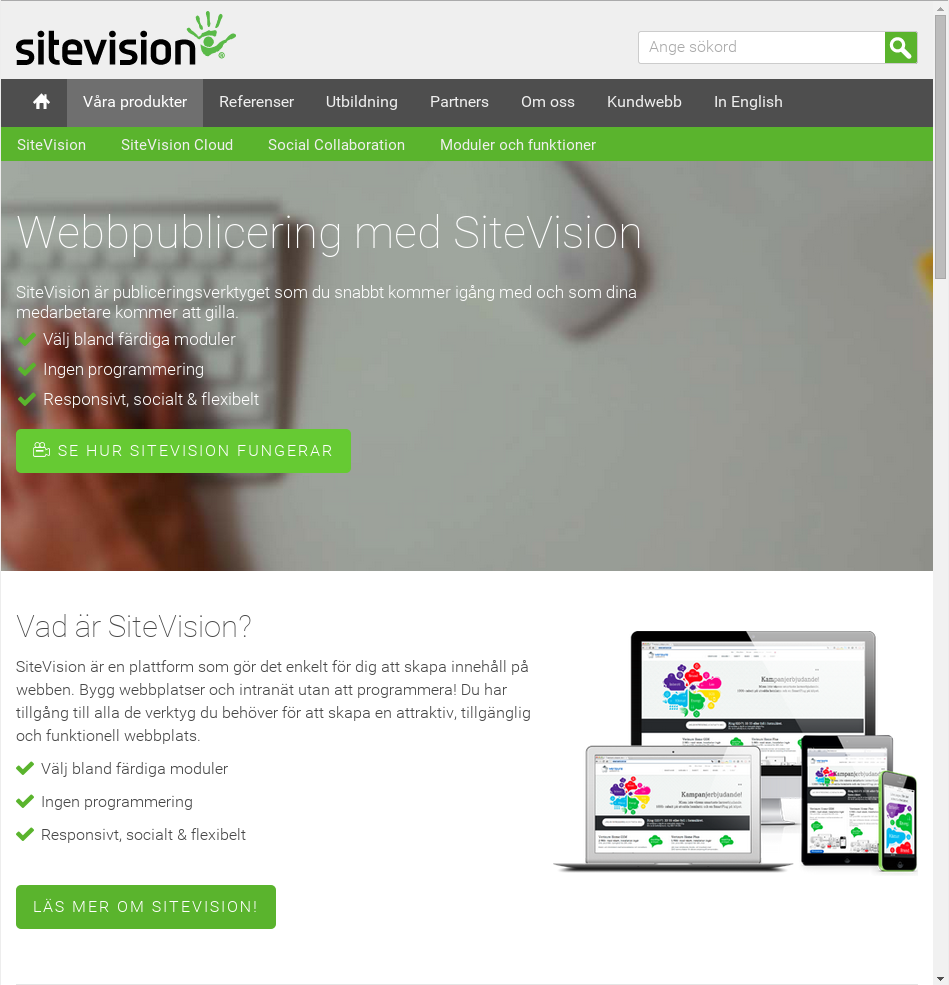 sitevision
Ange sökord
Våra produkter Referenser Utbildning Partners Om oss Kundwebb In English
SiteVision SiteVision Cloud Social Collaboration Moduler och funktioner
Webbpublicering med SiteVision
SiteVision är publiceringsverktyget som du snabbt kommer igång med och som dina
medarbetare kommer att gilla.
Välj bland färdiga moduler
Ingen programmering
Responsivt, socialt & flexibelt
SE HUR SITEVISION FUNGERAR
Vad är SiteVision?
SiteVision är en plattform som gör det enkelt för dig att skapa innehåll på
webben. Bygg webbplatser och intranät utan att programmera! Du har
tillgång till alla de verktyg du behöver för att skapa en attraktiv, tillgänglig
och funktionell webbplats.
Välj bland färdiga moduler
Ingen programmering
Responsivt, socialt & flexibelt
LÄS MER OM SITEVISION!
Kampanjerbjudande!
Kampanjerbjudande!